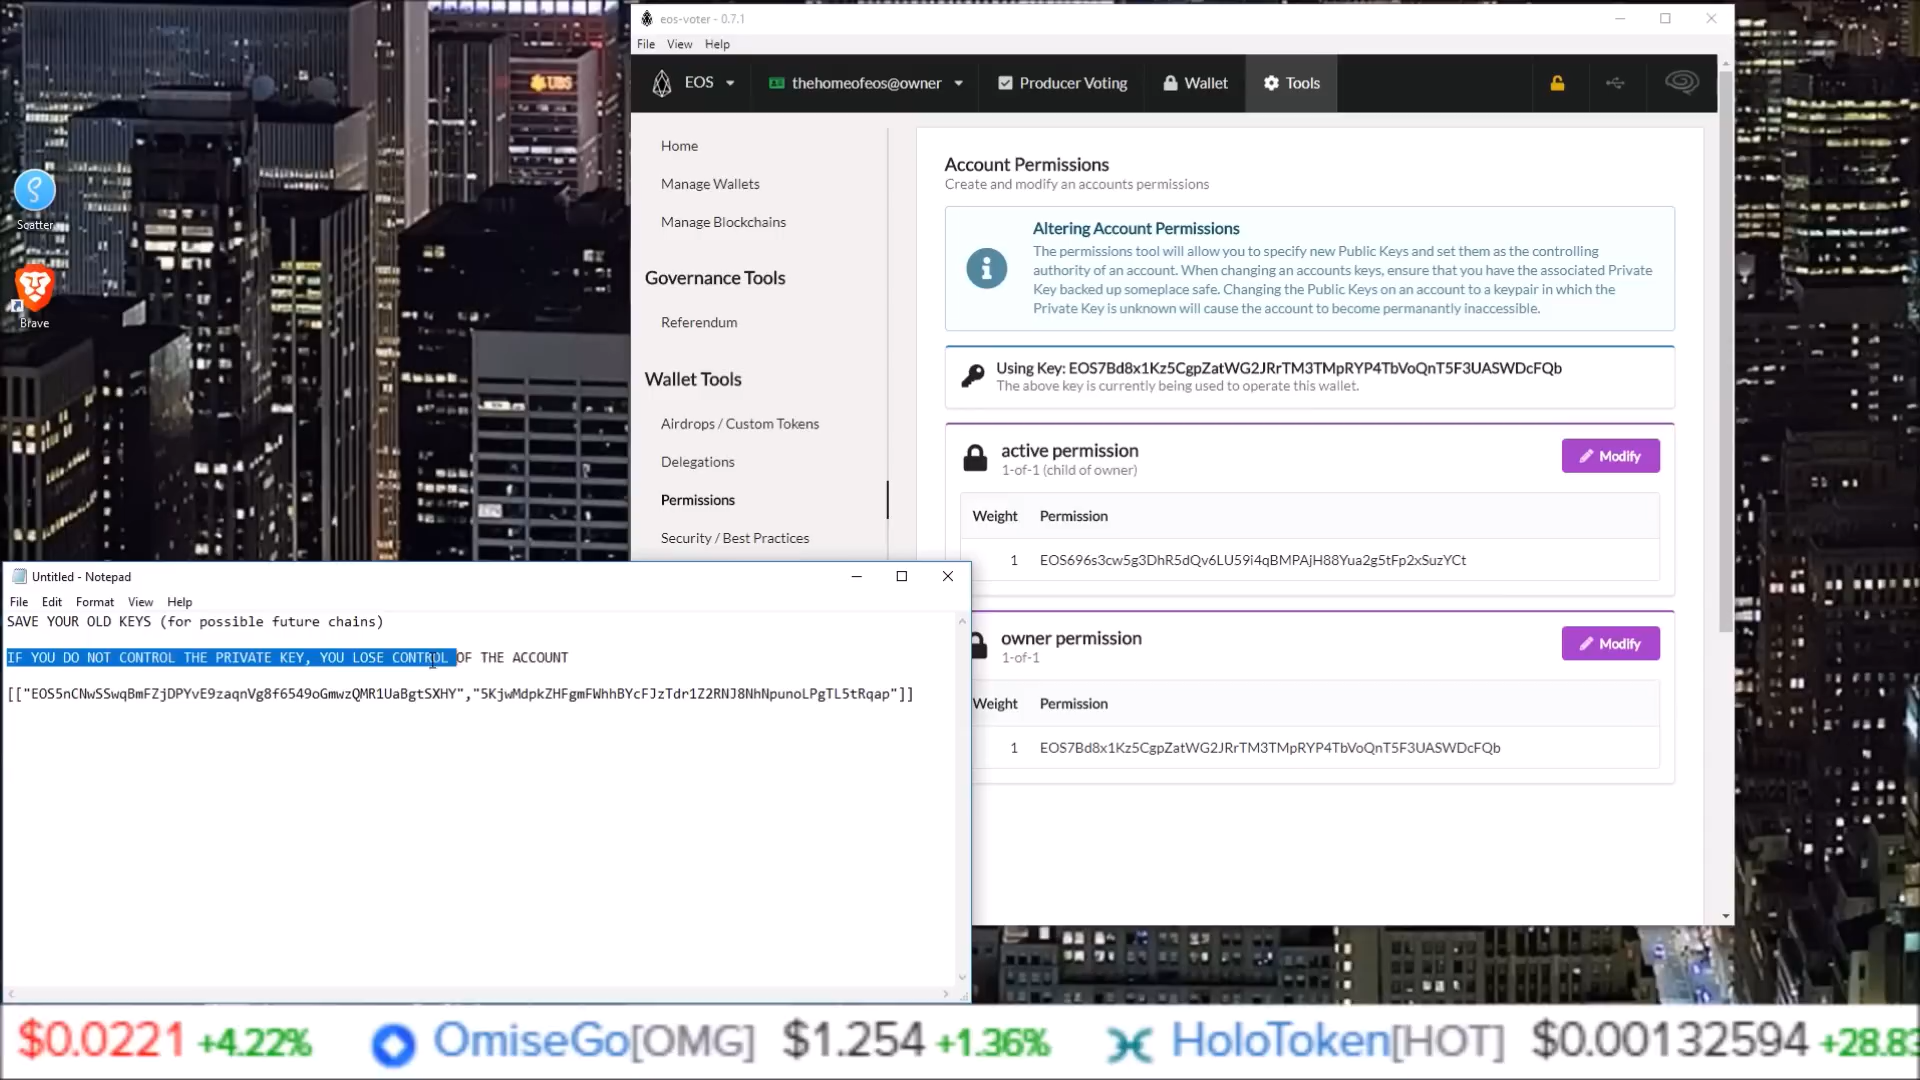 eos-voter - 0.7.1
File View Help
EOS thehomeofeos@owner Producer Voting Wallet Tools
UBS
Scatter
Brave
Home
Manage Wallets
Manage Blockchains
Governance Tools
Referendum
Wallet Tools
Airdrops / Custom Tokens
Delegations
Permissions
Security / Best Practices
Account Permissions
Create and modify an accounts permissions
Altering Account Permissions
The permissions tool will allow you to specify new Public Keys and set them as the controlling
authority of an account. When changing an accounts keys, ensure that you have the associated Private
Key backed up someplace safe. Changing the Public Keys on an account to a keypair in which the
Private Key is unknown will cause the account to become permanantly inaccessible.
Using Key: EOS7Bd8x1Kz5CgpZatWG2JRrTM3TMpRYP4TbVoQnT5F3UASWDcFQb
The above key is currently being used to operate this wallet.
active permission
1-of-1 (child of owner)
Modify
Weight Permission
1 EOS696s3cw5g3DhR5dQv6LU59i4qBMPAjH88Yua2g5tFp2xSuzYCt
owner permission
1-of-1
Modify
Weight Permission
1 EOS7Bd8x1Kz5CgpZatWG2JRrTM3TMpRYP4TbVoQnT5F3UASWDcFQb
Untitled - Notepad
File Edit Format View Help
SAVE YOUR OLD KEYS (for possible future chains)
IF YOU DO NOT CONTROL THE PRIVATE KEY, YOU LOSE CONTROL OF THE ACCOUNT
[["EOS5nCNwSSwqBmFZjDPYvE9zaqnVg8f6549oGmwzQMR1UaBgtSXHY","5KjwMdpkZHFgmFWhhBYcFJzTdr1Z2RNJ8NhNpunoLPgTL5tRqap"]]
$0.0221 +4.22% OmiseGo[OMG] $1.254 +1.36% HoloToken[HOT] $0.00132594 +28.83